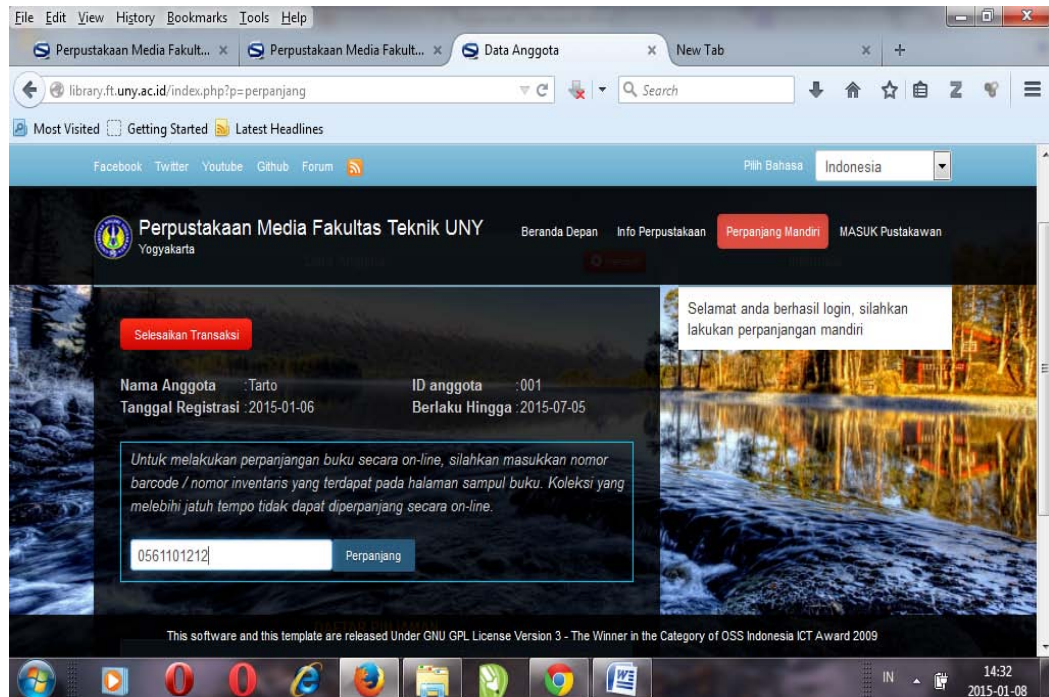 File Edit View History Bookmarks Tools Help
Perpustakaan Media Fakult... × Perpustakaan Media Fakult... × Data Anggota × New Tab × +
library.ft.uny.ac.id/index.php?p=perpanjang Search
Most Visited Getting Started Latest Headlines
Facebook Twitter Youtube Github Forum Pilih Bahasa Indonesia
Perpustakaan Media Fakultas Teknik UNY
Yogyakarta
Beranda Depan Info Perpustakaan Perpanjang Mandiri MASUK Pustakawan
Selamat anda berhasil login, silahkan
lakukan perpanjangan mandiri
Selesaikan Transaksi
Nama Anggota :Tarto ID anggota :001
Tanggal Registrasi :2015-01-06 Berlaku Hingga :2015-07-05
Untuk melakukan perpanjangan buku secara on-line, silahkan masukkan nomor
barcode / nomor inventaris yang terdapat pada halaman sampul buku. Koleksi yang
melebihi jatuh tempo tidak dapat diperpanjang secara on-line.
0561101212 Perpanjang
This software and this template are released Under GNU GPL License Version 3 - The Winner in the Category of OSS Indonesia ICT Award 2009
IN 14:32
2015-01-08